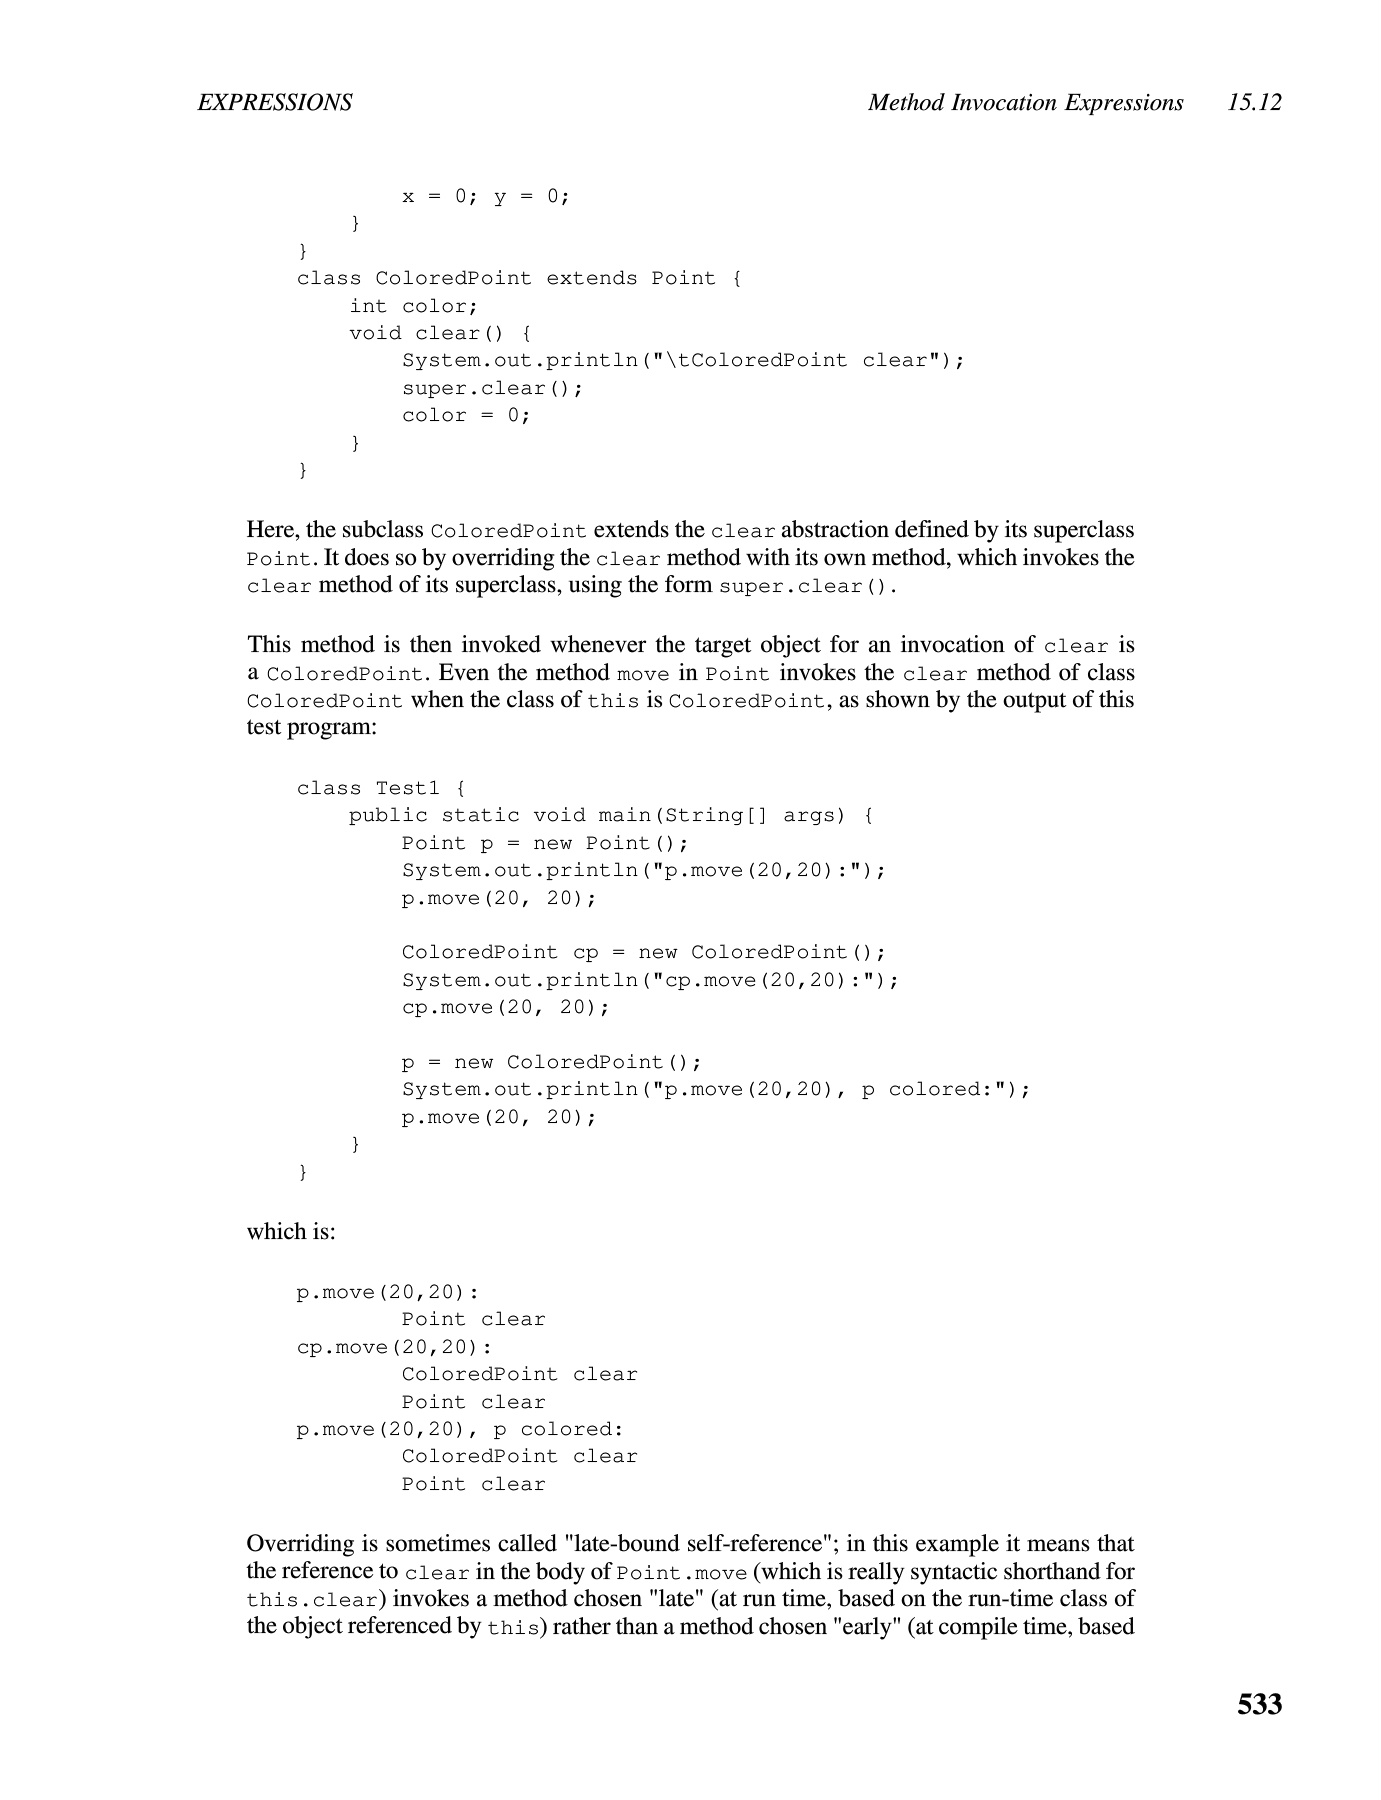 EXPRESSIONS Method Invocation Expressions 15.12
x = 0; y = 0;
}
}
class ColoredPoint extends Point {
int color;
void clear() {
System.out.println("\tColoredPoint clear");
super.clear();
color = 0;
}
}
Here, the subclass ColoredPoint extends the clear abstraction defined by its superclass
Point. It does so by overriding the clear method with its own method, which invokes the
clear method of its superclass, using the form super.clear().
This method is then invoked whenever the target object for an invocation of clear is
a ColoredPoint. Even the method move in Point invokes the clear method of class
ColoredPoint when the class of this is ColoredPoint, as shown by the output of this
test program:
class Test1 {
public static void main(String[] args) {
Point p = new Point();
System.out.println("p.move(20,20):");
p.move(20, 20);
ColoredPoint cp = new ColoredPoint();
System.out.println("cp.move(20,20):");
cp.move(20, 20);
p = new ColoredPoint();
System.out.println("p.move(20,20), p colored:");
p.move(20, 20);
}
}
which is:
p.move(20,20):
Point clear
cp.move(20,20):
ColoredPoint clear
Point clear
p.move(20,20), p colored:
ColoredPoint clear
Point clear
Overriding is sometimes called "late-bound self-reference"; in this example it means that
the reference to clear in the body of Point.move (which is really syntactic shorthand for
this.clear) invokes a method chosen "late" (at run time, based on the run-time class of
the object referenced by this) rather than a method chosen "early" (at compile time, based
533